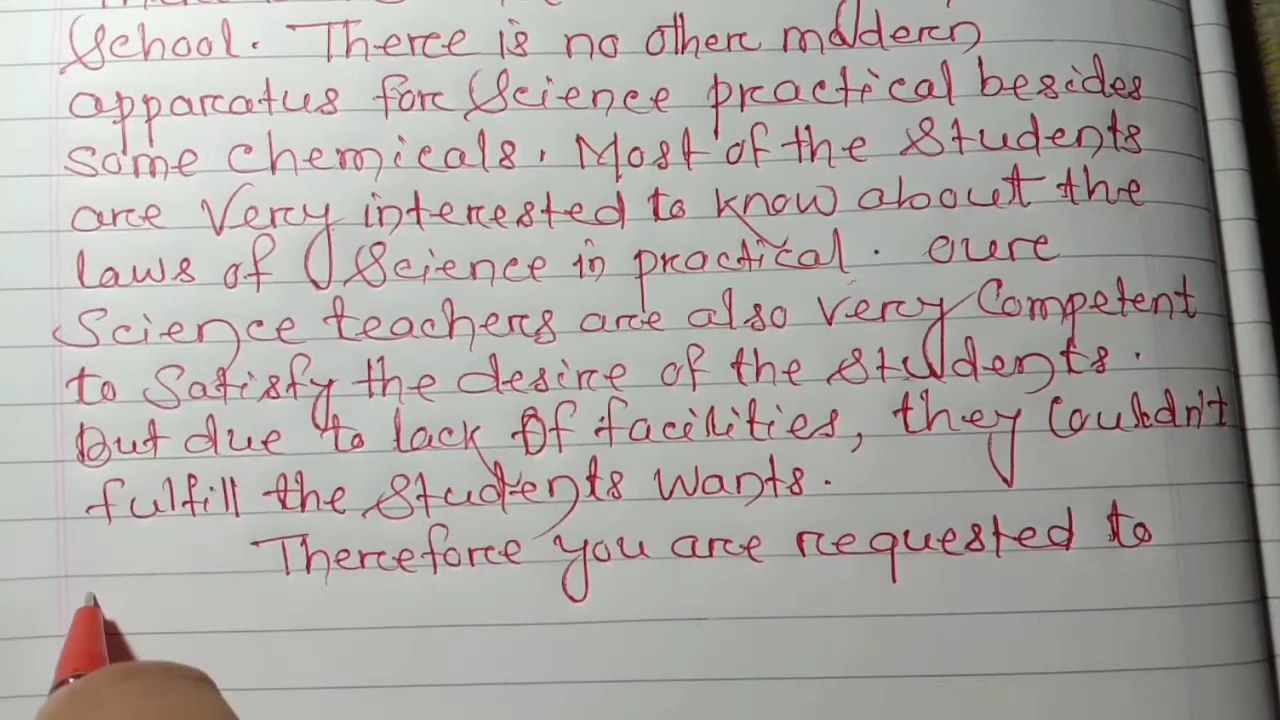 School. There is no other modern
apparatus for Science practical besides
some chemicals. Most of the students
are very interested to know about the
laws of Science in practical. Our
Science teachers are also very Competent
to Satisfy the desire of the students.
But due to lack of facilities, they Couldn't
fulfill the students wants.
Therefore you are requested to